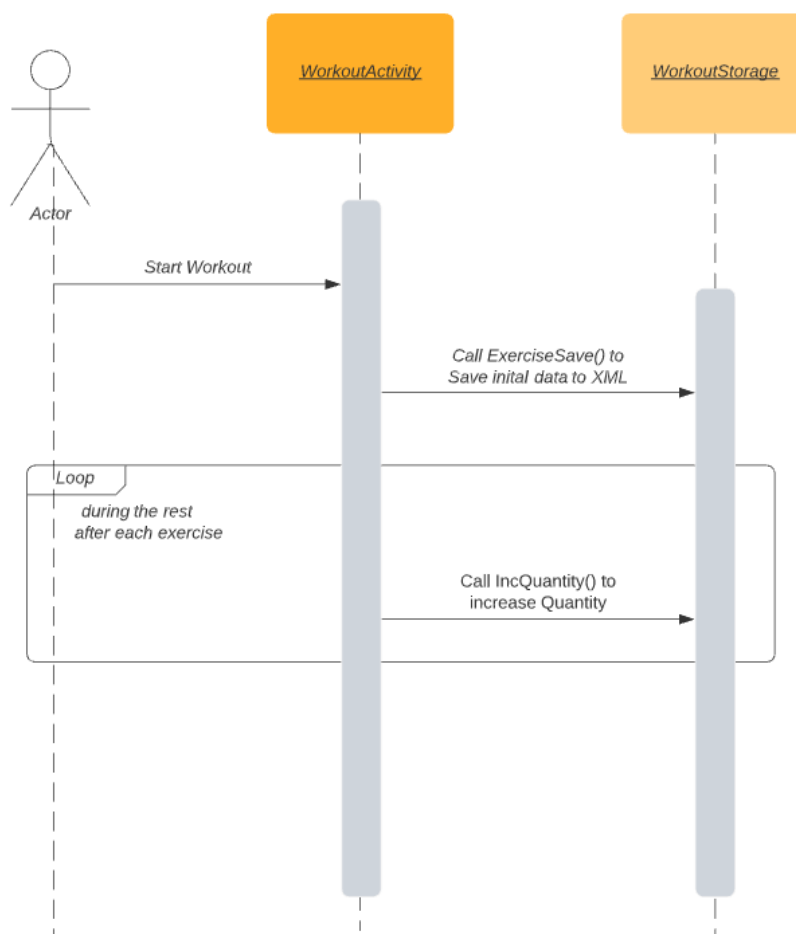 WorkoutActivity
WorkoutStorage
Actor
Start Workout
Call ExerciseSave() to
Save inital data to XML
Loop
during the rest
after each exercise
Call IncQuantity() to
increase Quantity